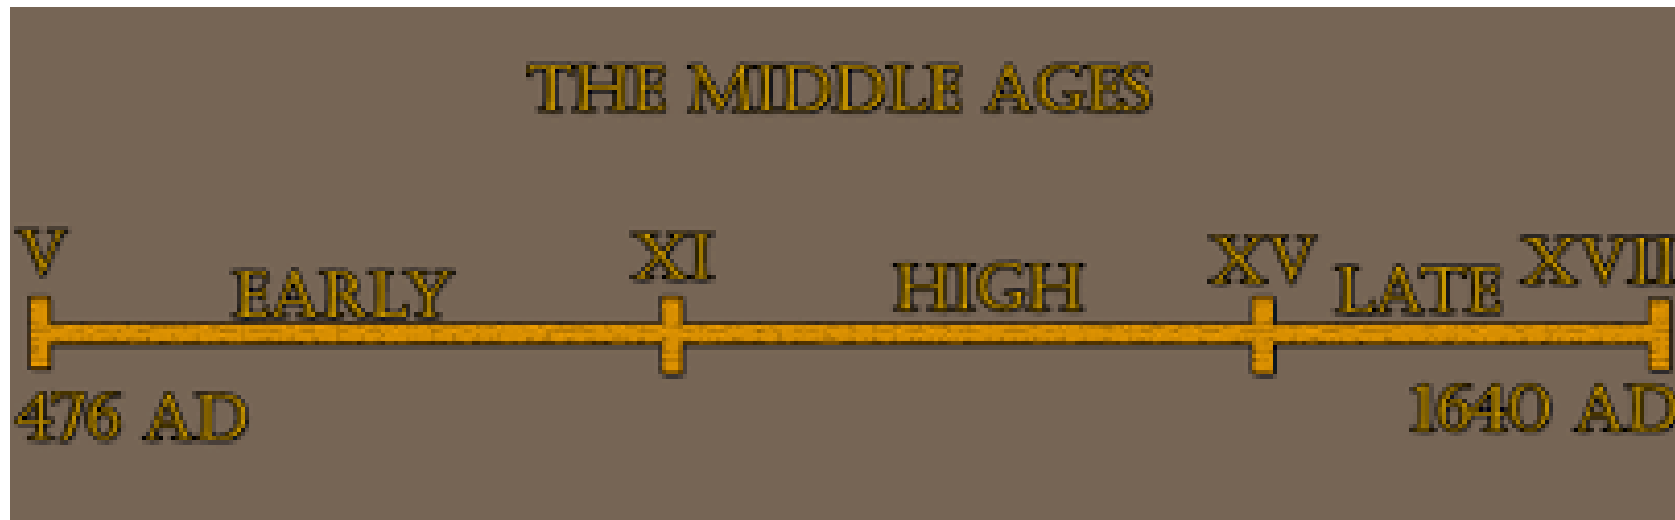 THE MIDDLE AGES
V XI XV XVII
EARLY HIGH LATE
476 AD 1640 AD